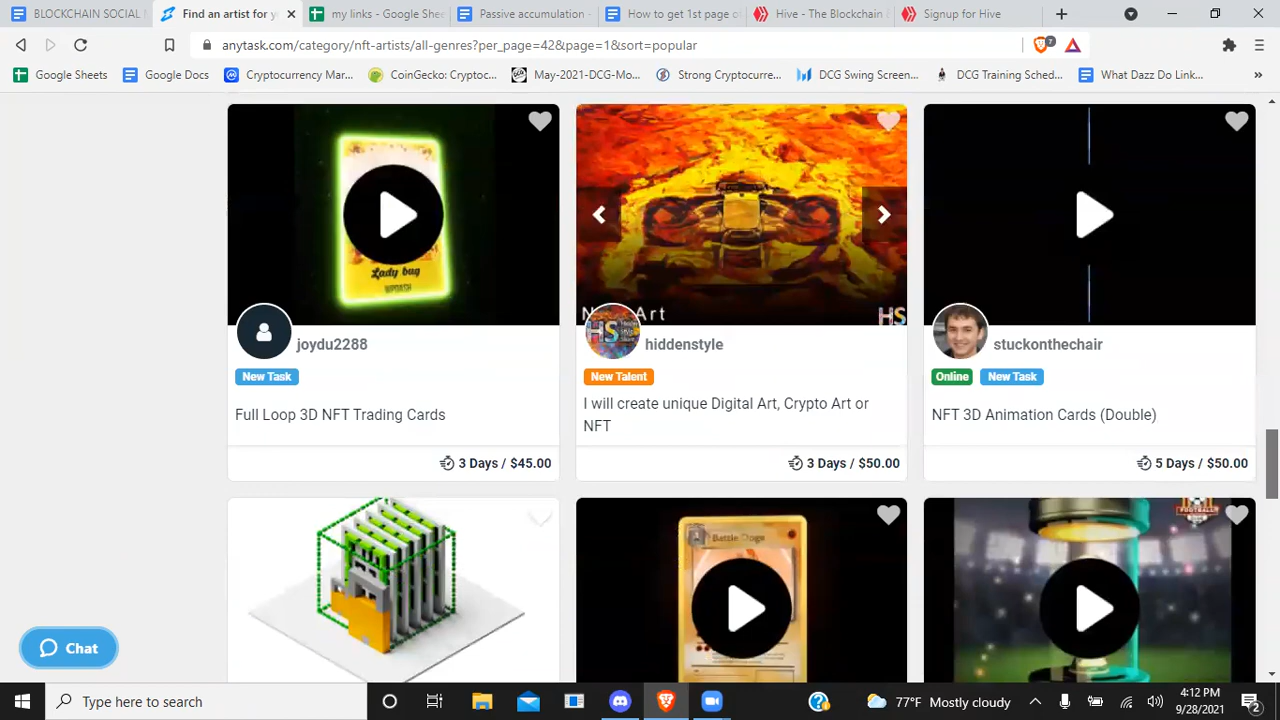 BLOCKCHAIN SOCIAL
Find an artist for y
my links - Google She
Passive accumulation
How to get 1st page o
Hive - The Blockchain
Signup for Hive
anytask.com/category/nft-artists/all-genres?per_page=42&page=1&sort=popular
7
Google Sheets
Google Docs
Cryptocurrency Mar...
CoinGecko: Cryptoc...
May-2021-DCG-Mo...
Strong Cryptocurre...
DCG Swing Screen...
DCG Training Sched...
What Dazz Do Link...
»
Lady bug
HS
joydu2288
hiddenstyle
stuckonthechair
New Task
New Talent
Online
New Task
Full Loop 3D NFT Trading Cards
I will create unique Digital Art, Crypto Art or
NFT
NFT 3D Animation Cards (Double)
3 Days / $45.00
3 Days / $50.00
5 Days / $50.00
Battle Doge
FOOTBALL
Chat
Type here to search
77°F Mostly cloudy
4:12 PM
9/28/2021
2